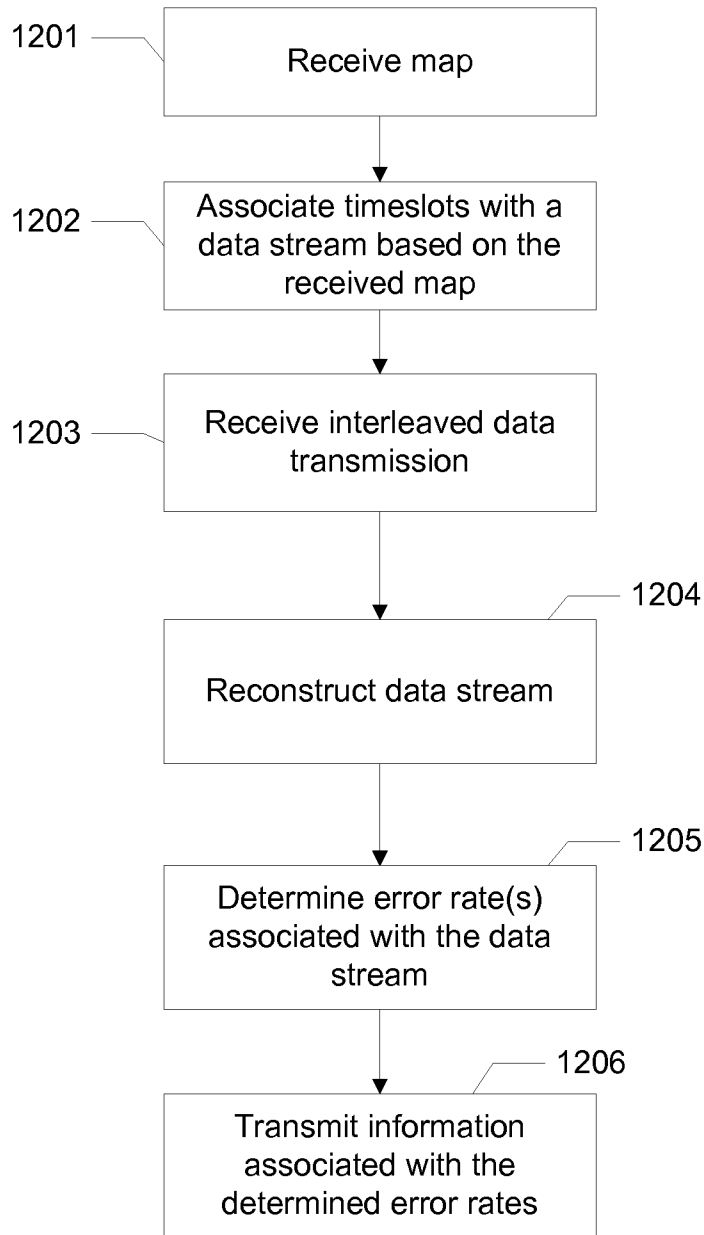 1201
Receive map
1202
Associate timeslots with a
data stream based on the
received map
1203
Receive interleaved data
transmission
1204
Reconstruct data stream
1205
Determine error rate(s)
associated with the data
stream
1206
Transmit information
associated with the
determined error rates